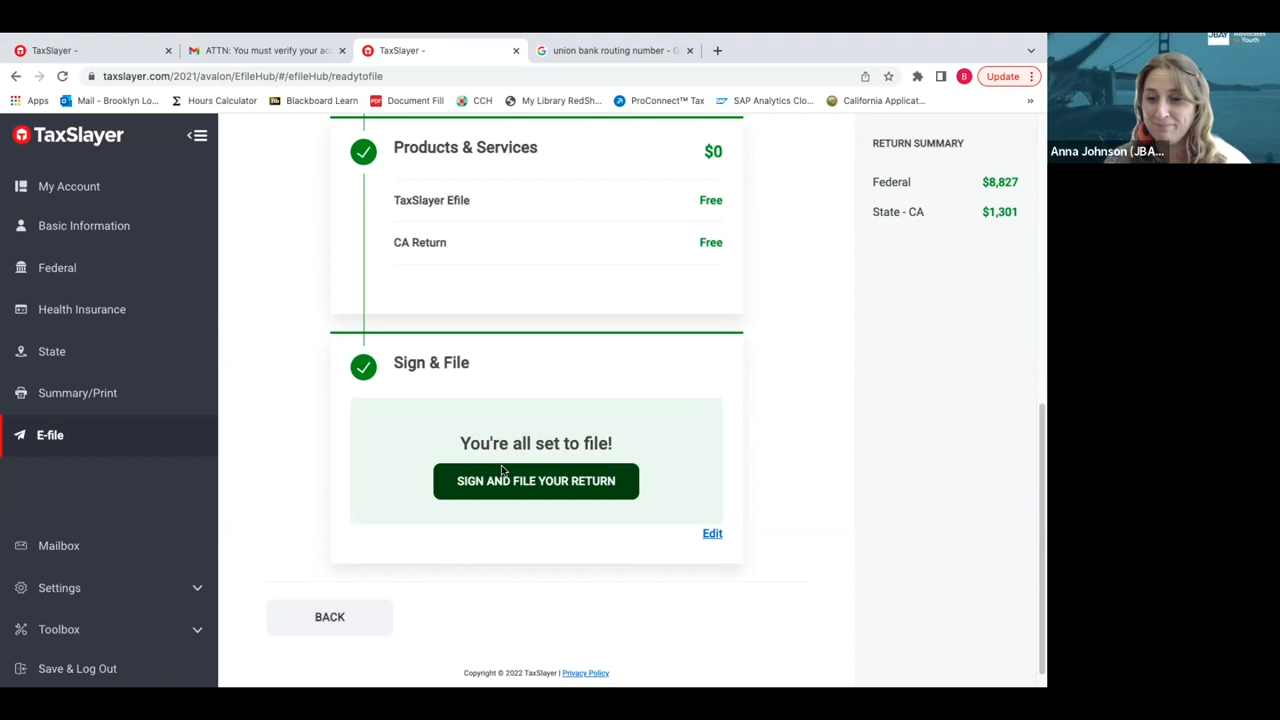 TaxSlayer -
ATTN: You must verify your acc
TaxSlayer -
union bank routing number - G
taxslayer.com/2021/avalon/EfileHub/#/efileHub/readytofile
B
Update
Apps
Mail - Brooklyn Lo...
Hours Calculator
Blackboard Learn
Document Fill
CCH
My Library RedSh...
ProConnect™ Tax
SAP Analytics Clo...
California Applicat...
»
JBAY
Advocates
Youth
Anna Johnson (JBA...
TaxSlayer
My Account
Basic Information
Federal
Health Insurance
State
Summary/Print
E-file
Mailbox
Settings
Toolbox
Save & Log Out
Products & Services $0
TaxSlayer Efile Free
CA Return Free
Sign & File
You're all set to file!
SIGN AND FILE YOUR RETURN
Edit
BACK
Copyright © 2022 TaxSlayer | Privacy Policy
RETURN SUMMARY
Federal $8,827
State - CA $1,301